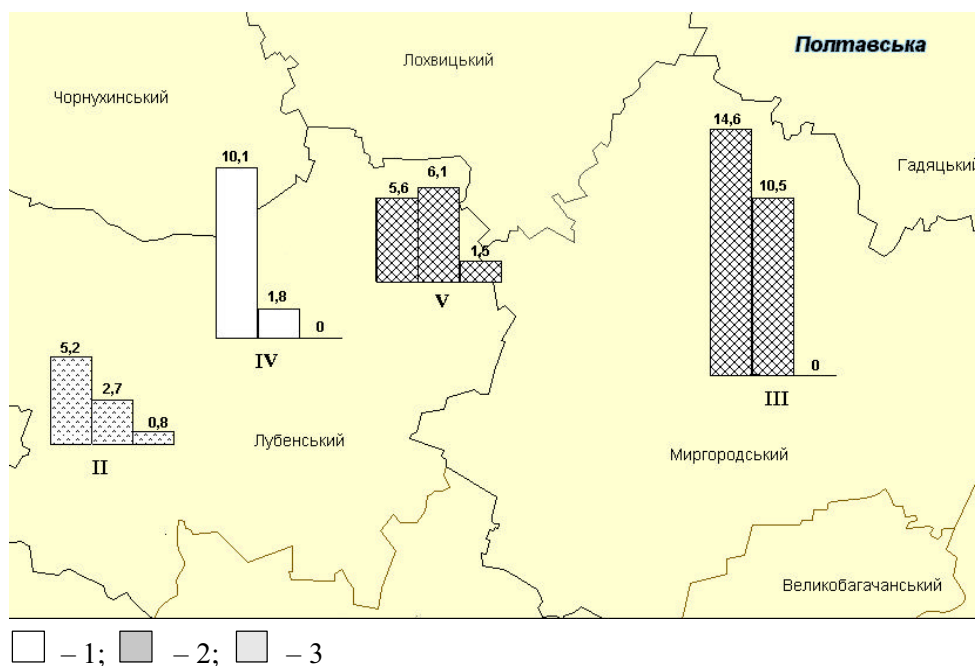 Полтавська
Лохвицький
Чорнухинський
14,6
Гадяцький
10,1
6,1
5,6
10,5
1,5
V
1,8
0
IV
5,2
2,7
0,8
II
0
III
Лубенський
Миргородський
Великобагачанський
– 1; – 2; – 3